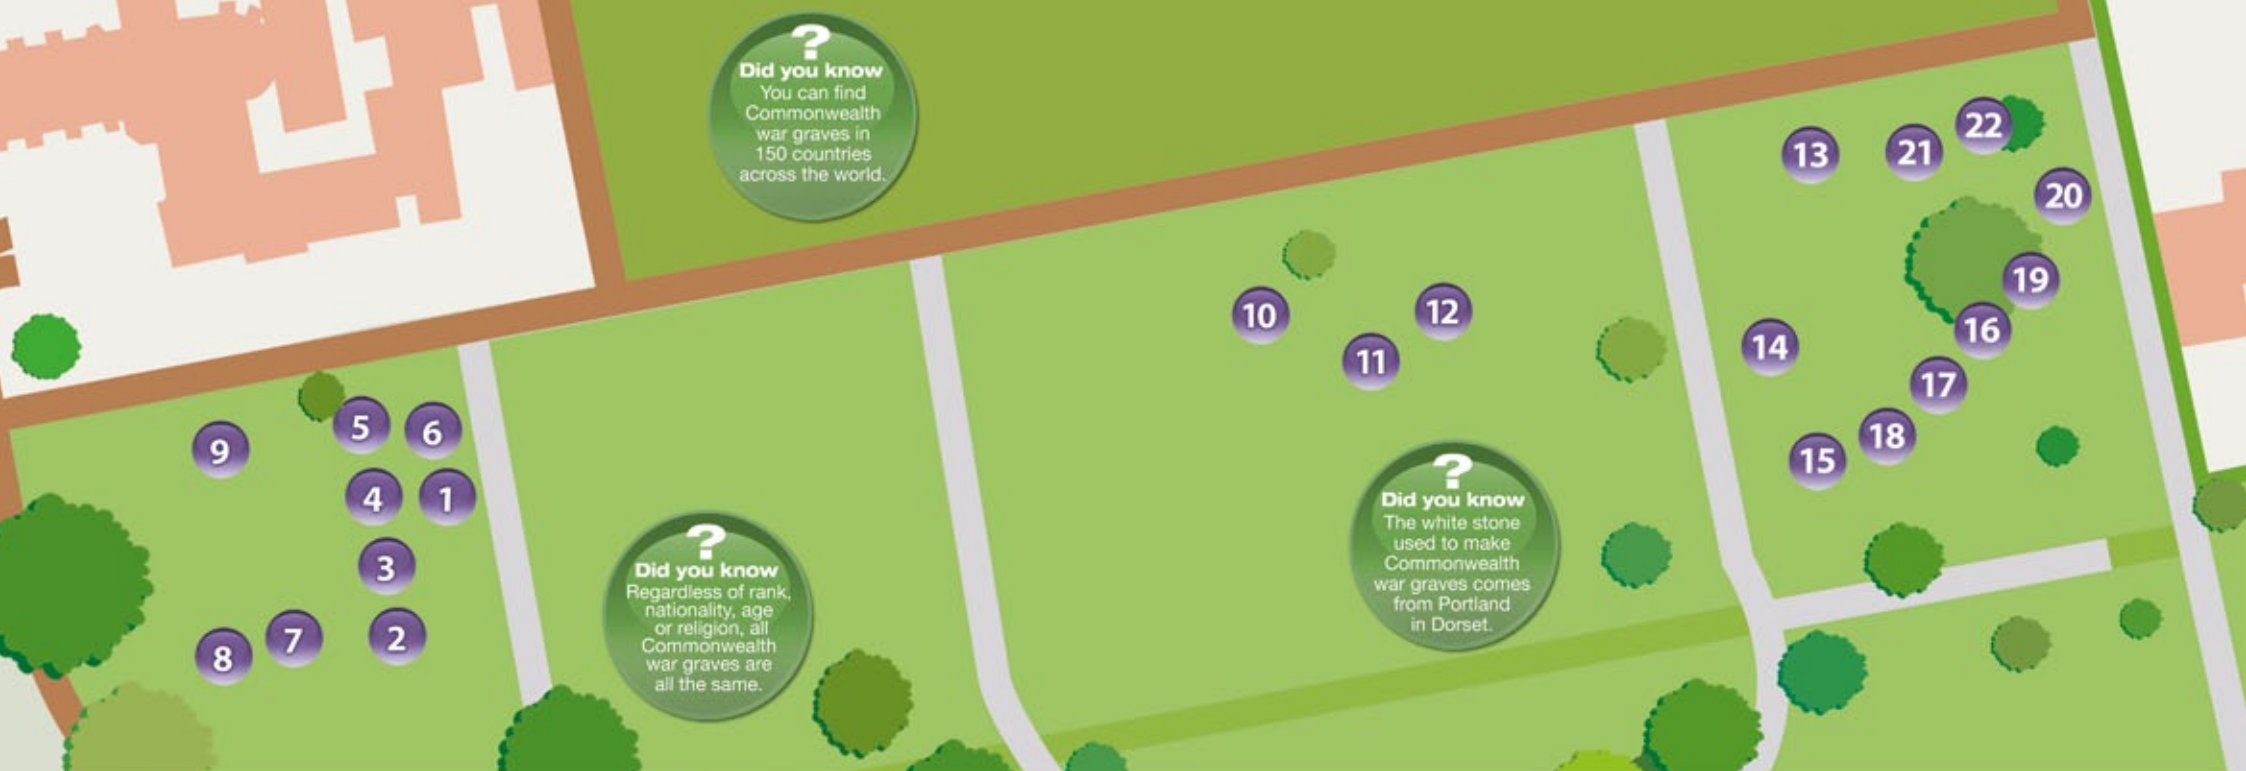 ?
Did you know
You can find
Commonwealth
war graves in
150 countries
across the world.
22
13
21
20
19
10
12
16
14
11
17
5
6
18
9
15
4
1
3
7
2
8
?
Did you know
The white stone
used to make
Commonwealth
war graves comes
from Portland
in Dorset.
?
Did you know
Regardless of rank,
nationality, age
or religion, all
Commonwealth
war graves are
all the same.